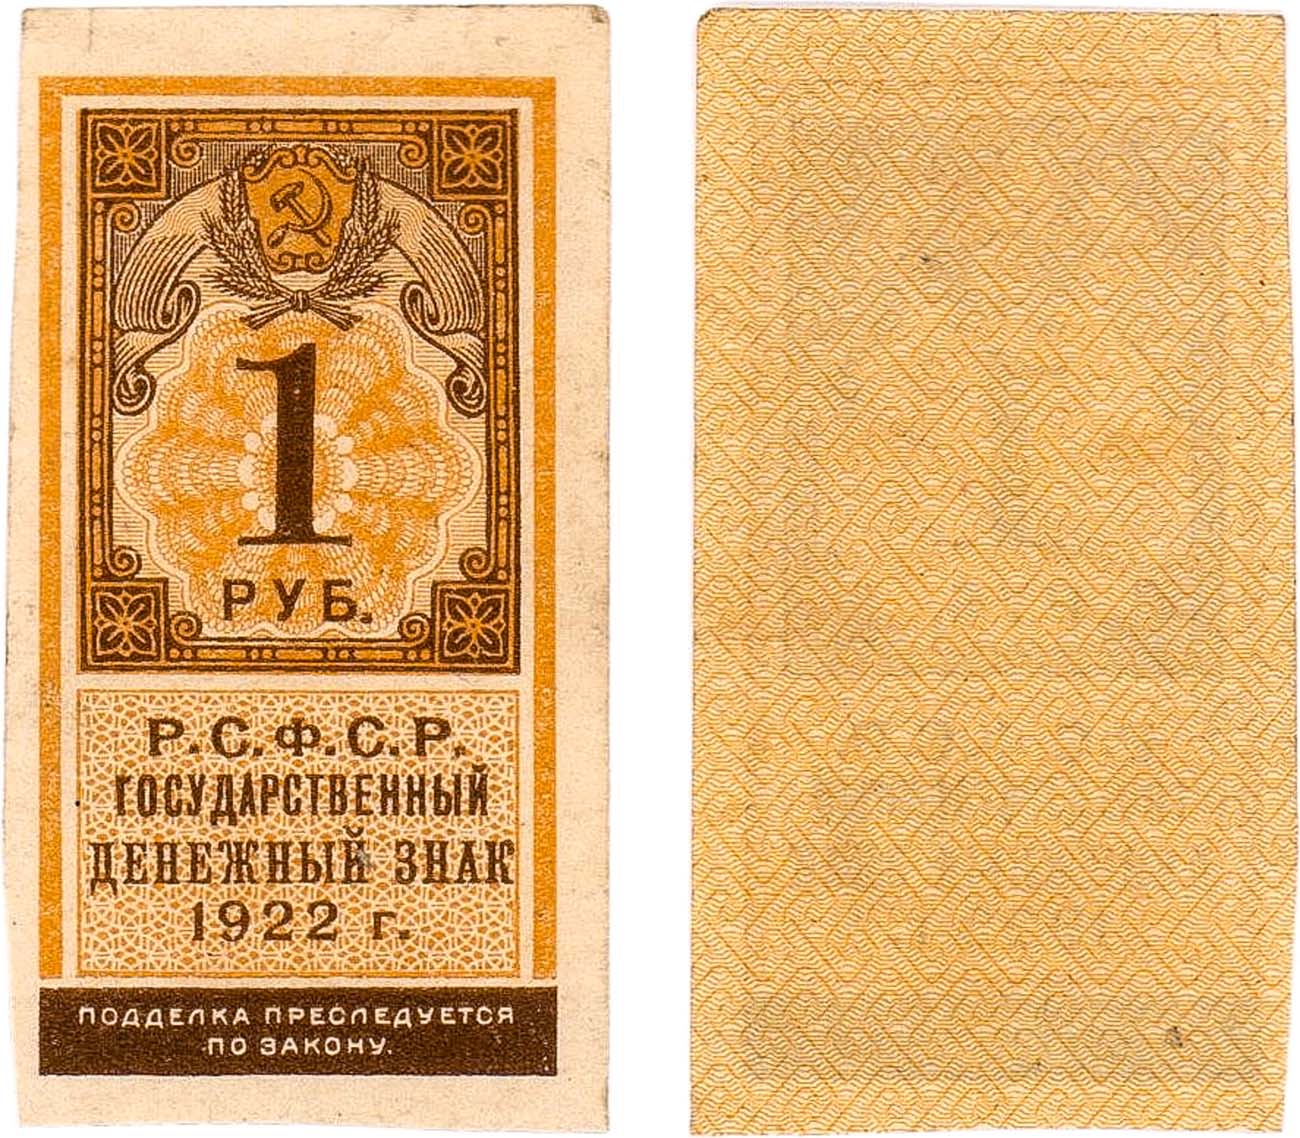 1
РУБ.
Р.С.Ф.С.Р.
ГОСУДАРСТВЕННЫЙ
ДЕНЕЖНЫЙ ЗНАК
1922 г.
ПОДДЕЛКА ПРЕСЛЕДУЕТСЯ
ПО ЗАКОНУ.